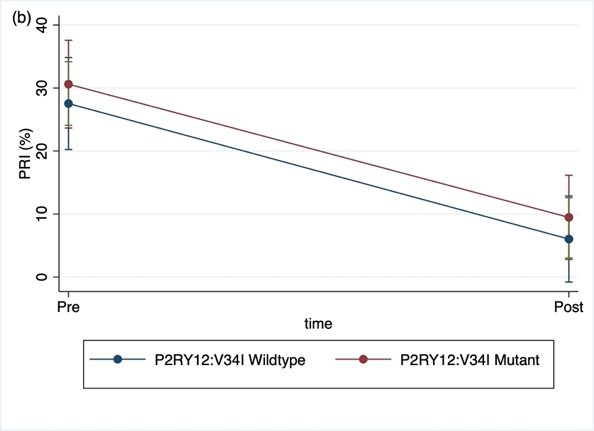 (b)
40
30
20
10
0
PRI (%)
Pre
Post
time
P2RY12:V34I Wildtype
P2RY12:V34I Mutant